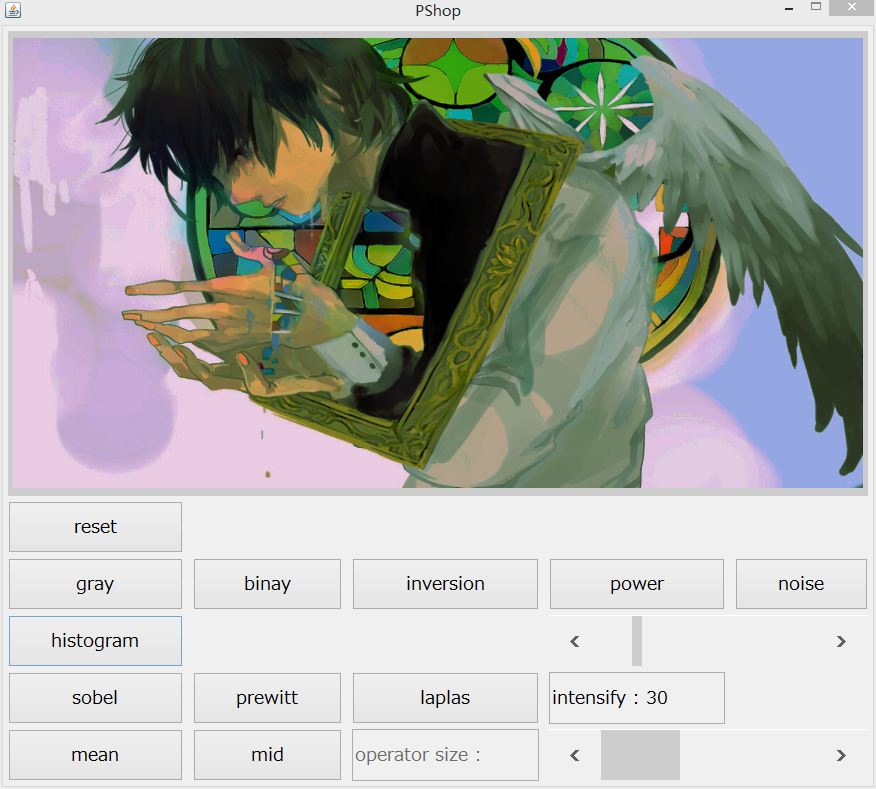 PShop
reset
gray binay inversion power noise
histogram
sobel prewitt laplas intensify : 30
mean mid operator size :